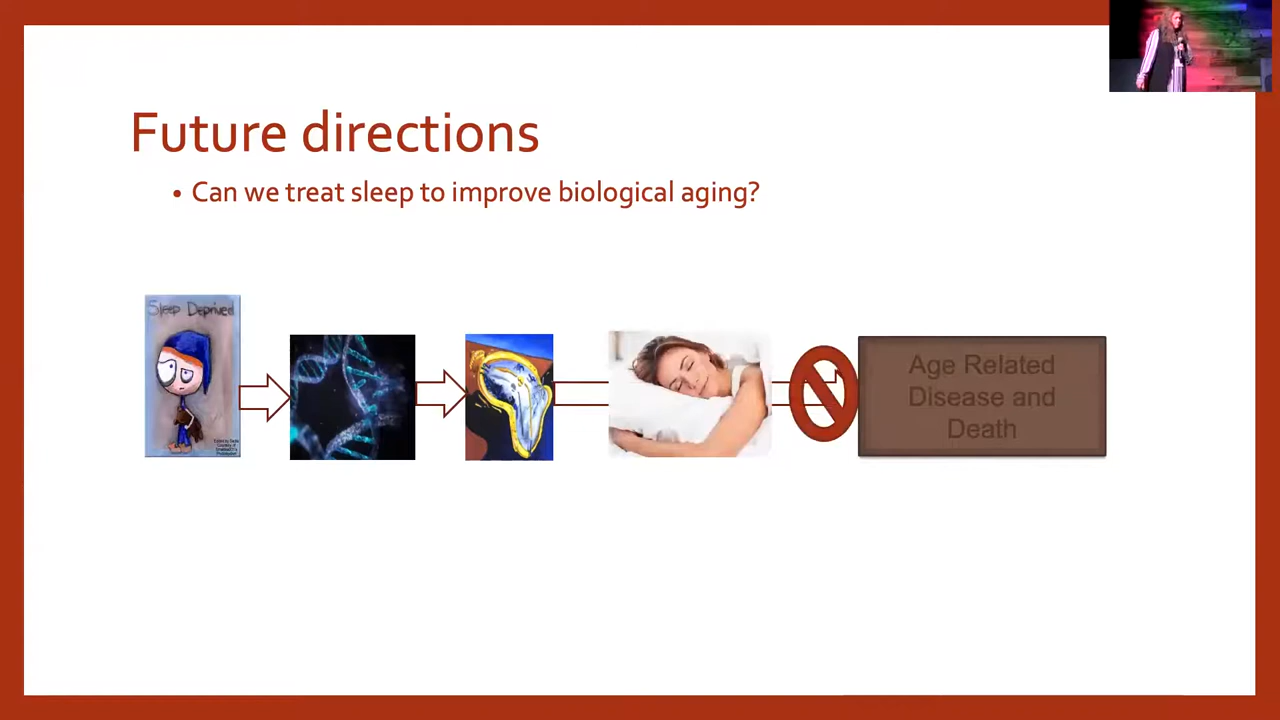 Future directions
• Can we treat sleep to improve biological aging?
Sleep Deprived
Age Related
Disease and
Death